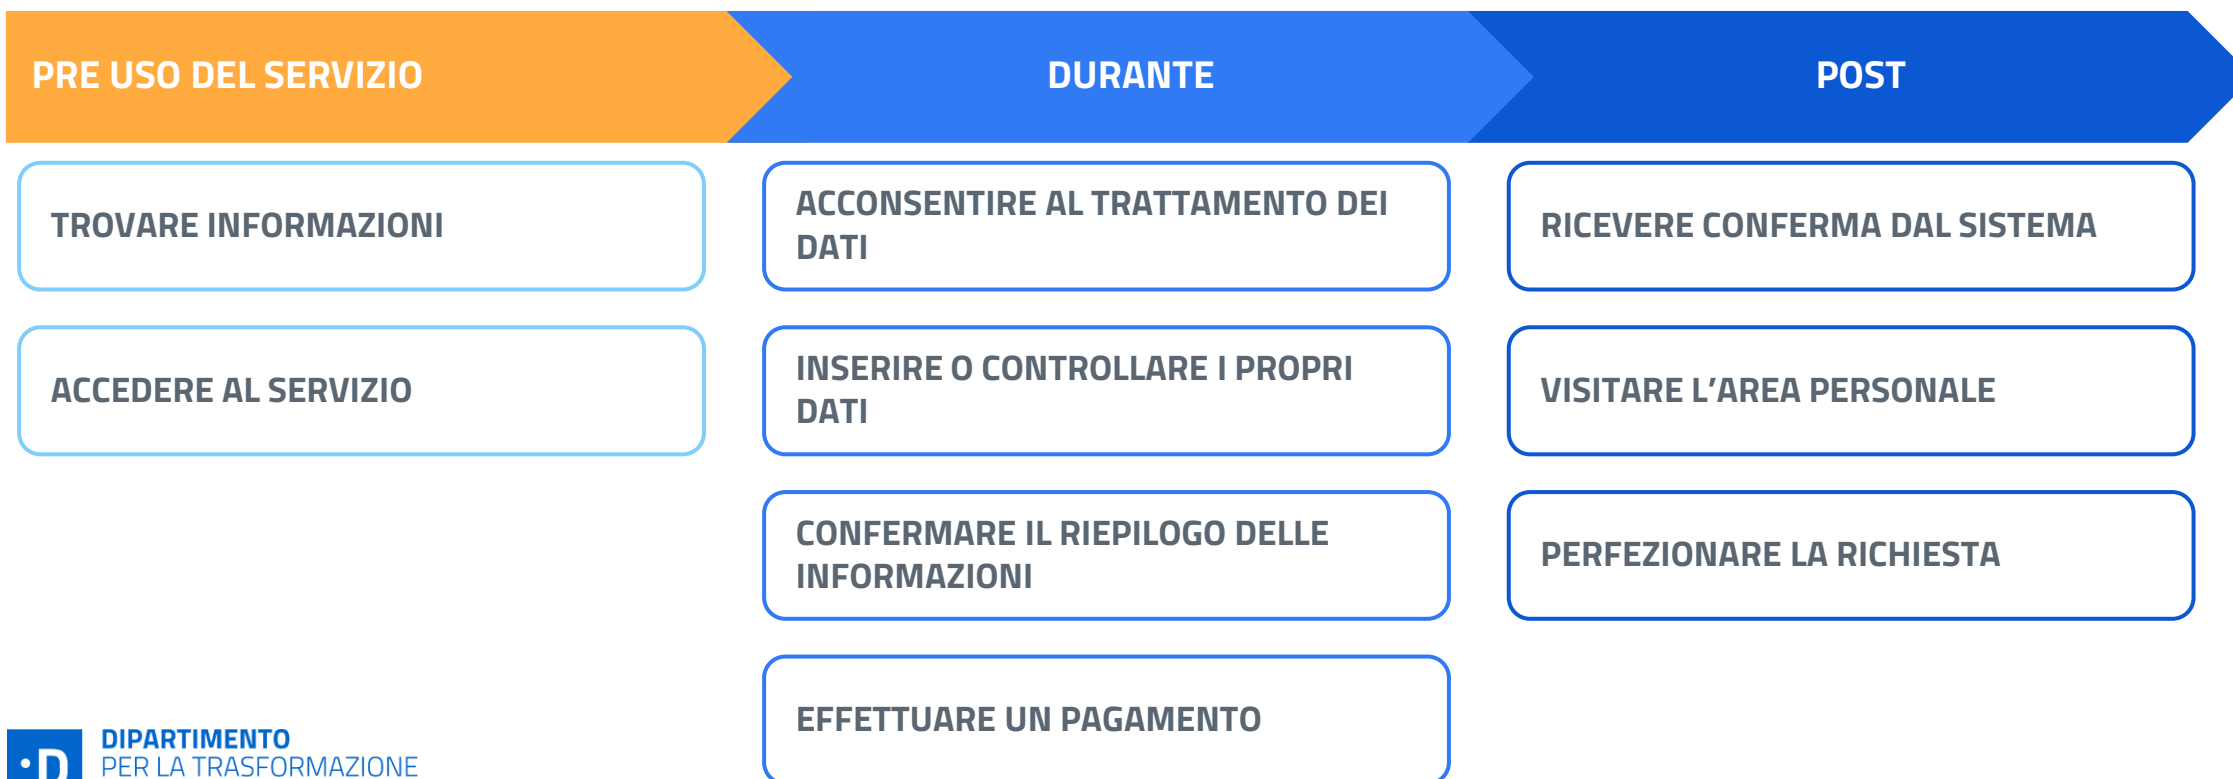 PRE USO DEL SERVIZIO
DURANTE
POST
TROVARE INFORMAZIONI
ACCEDERE AL SERVIZIO
ACCONSENTIRE AL TRATTAMENTO DEI
DATI
INSERIRE O CONTROLLARE I PROPRI
DATI
CONFERMARE IL RIEPILOGO DELLE
INFORMAZIONI
EFFETTUARE UN PAGAMENTO
RICEVERE CONFERMA DAL SISTEMA
VISITARE L’AREA PERSONALE
PERFEZIONARE LA RICHIESTA
:D
DIPARTIMENTO
PER LA TRASFORMAZIONE